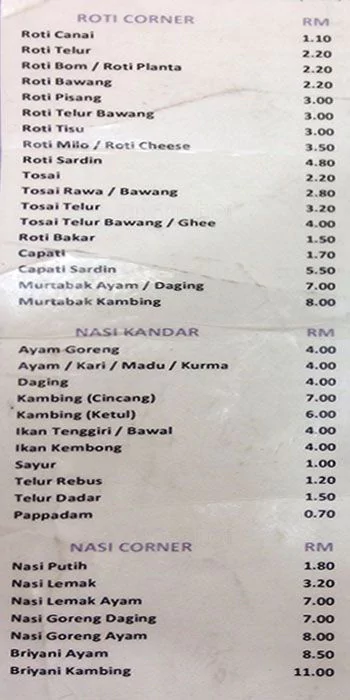 ROTI CORNER RM
Roti Canai 1.10
Roti Telur 2.20
Roti Bom / Roti Planta 2.20
Roti Bawang 2.20
Roti Pisang 3.00
Roti Telur Bawang 3.00
Roti Tisu 3.00
Roti Milo / Roti Cheese 3.50
Roti Sardin 4.80
Tosai 2.20
Tosai Rawa / Bawang 2.80
Tosai Telur 3.20
Tosai Telur Bawang / Ghee 4.00
Roti Bakar 1.50
Capati 1.70
Capati Sardin 5.50
Murtabak Ayam / Daging 7.00
Murtabak Kambing 8.00
NASI KANDAR RM
Ayam Goreng 4.00
Ayam / Kari / Madu / Kurma 4.00
Daging 4.00
Kambing (Cincang) 7.00
Kambing (Ketul) 6.00
Ikan Tenggiri / Bawal 4.00
Ikan Kembong 4.00
Sayur 1.00
Telur Rebus 1.20
Telur Dadar 1.50
Pappadam 0.70
NASI CORNER RM
Nasi Putih 1.80
Nasi Lemak 3.20
Nasi Lemak Ayam 7.00
Nasi Goreng Daging 7.00
Nasi Goreng Ayam 8.00
Briyani Ayam 8.50
Briyani Kambing 11.00